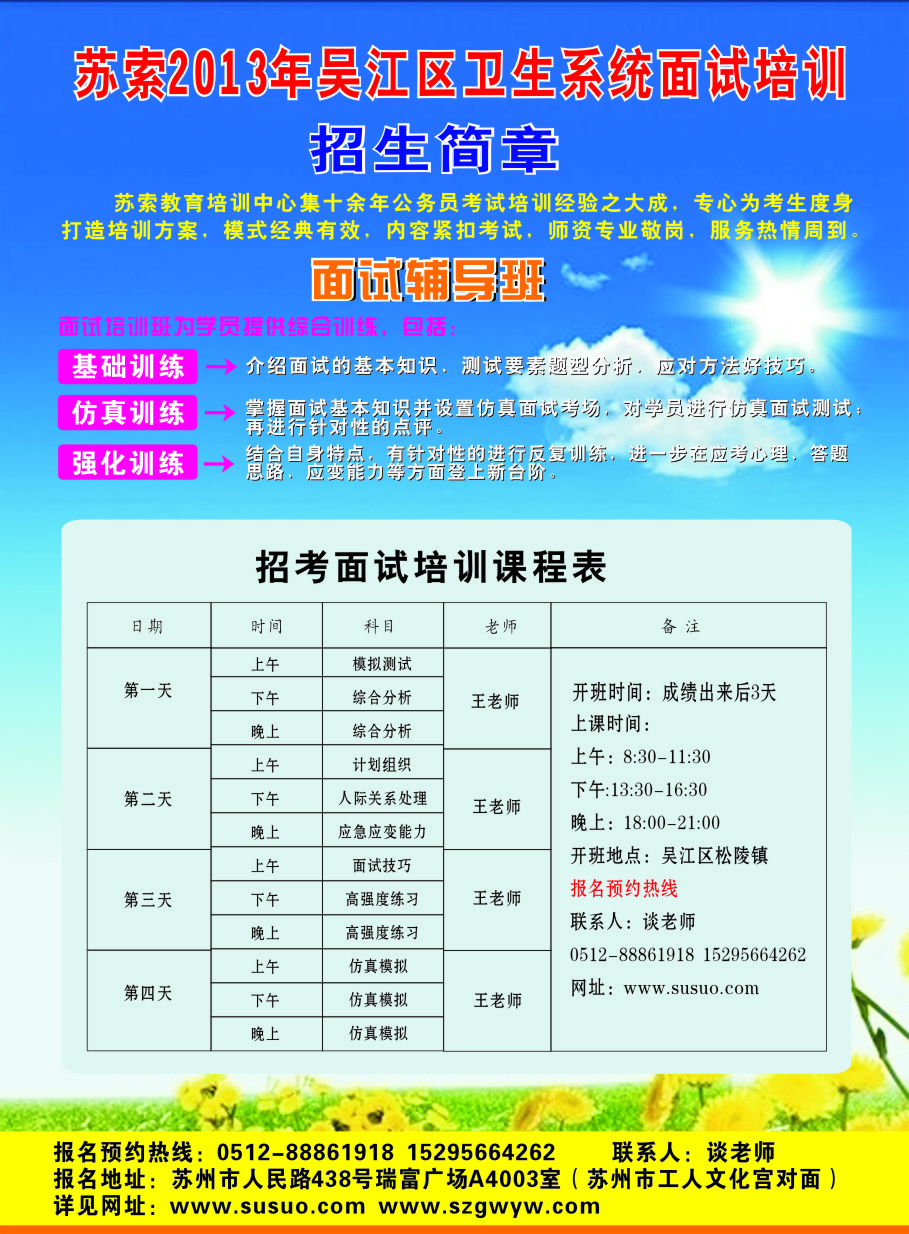 苏索2013年吴江区卫生系统面试培训
招生简章
苏索教育培训中心集十余年公务员考试培训经验之大成，专心为考生度身
打造培训方案，模式经典有效，内容紧扣考试，师资专业敬岗，服务热情周到。
面试辅导班
面试培训班为学员提供综合训练，包括：
基础训练 → 介绍面试的基本知识、测试要素题型分析、应对方法好技巧。
仿真训练 → 掌握面试基本知识并设置仿真面试考场，对学员进行仿真面试测试；
再进行针对性的点评。
强化训练 → 结合自身特点，有针对性的进行反复训练，进一步在应考心理、答题
思路、应变能力等方面登上新台阶。
招考面试培训课程表
日期 时间 科目 老师 备注
第一天 上午 模拟测试 王老师
下午 综合分析
晚上 综合分析
第二天 上午 计划组织 王老师
下午 人际关系处理
晚上 应急应变能力
第三天 上午 面试技巧 王老师
下午 高强度练习
晚上 高强度练习
第四天 上午 仿真模拟 王老师
下午 仿真模拟
晚上 仿真模拟
开班时间：成绩出来后3天
上课时间：
上午：8:30-11:30
下午:13:30-16:30
晚上：18:00-21:00
开班地点：吴江区松陵镇
报名预约热线
联系人：谈老师
0512-88861918 15295664262
网址：www.susuo.com
报名预约热线：0512-88861918 15295664262 联系人：谈老师
报名地址：苏州市人民路438号瑞富广场A4003室（苏州市工人文化宫对面）
详见网址：www.susuo.com www.szgwyw.com